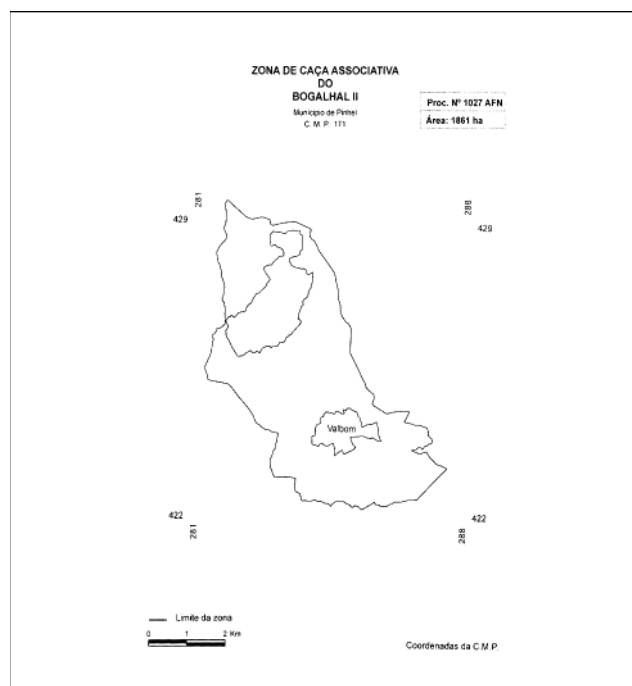 ZONA DE CAÇA ASSOCIATIVA
DO
BOGALHAL II
Município de Pinhel
C. M. P. 171
Proc. Nº 1027 AFN
Área: 1861 ha
281
288
429
429
Valbom
422
422
281
288
Limite da zona
0 1 2 Km
Coordenadas da C.M.P.